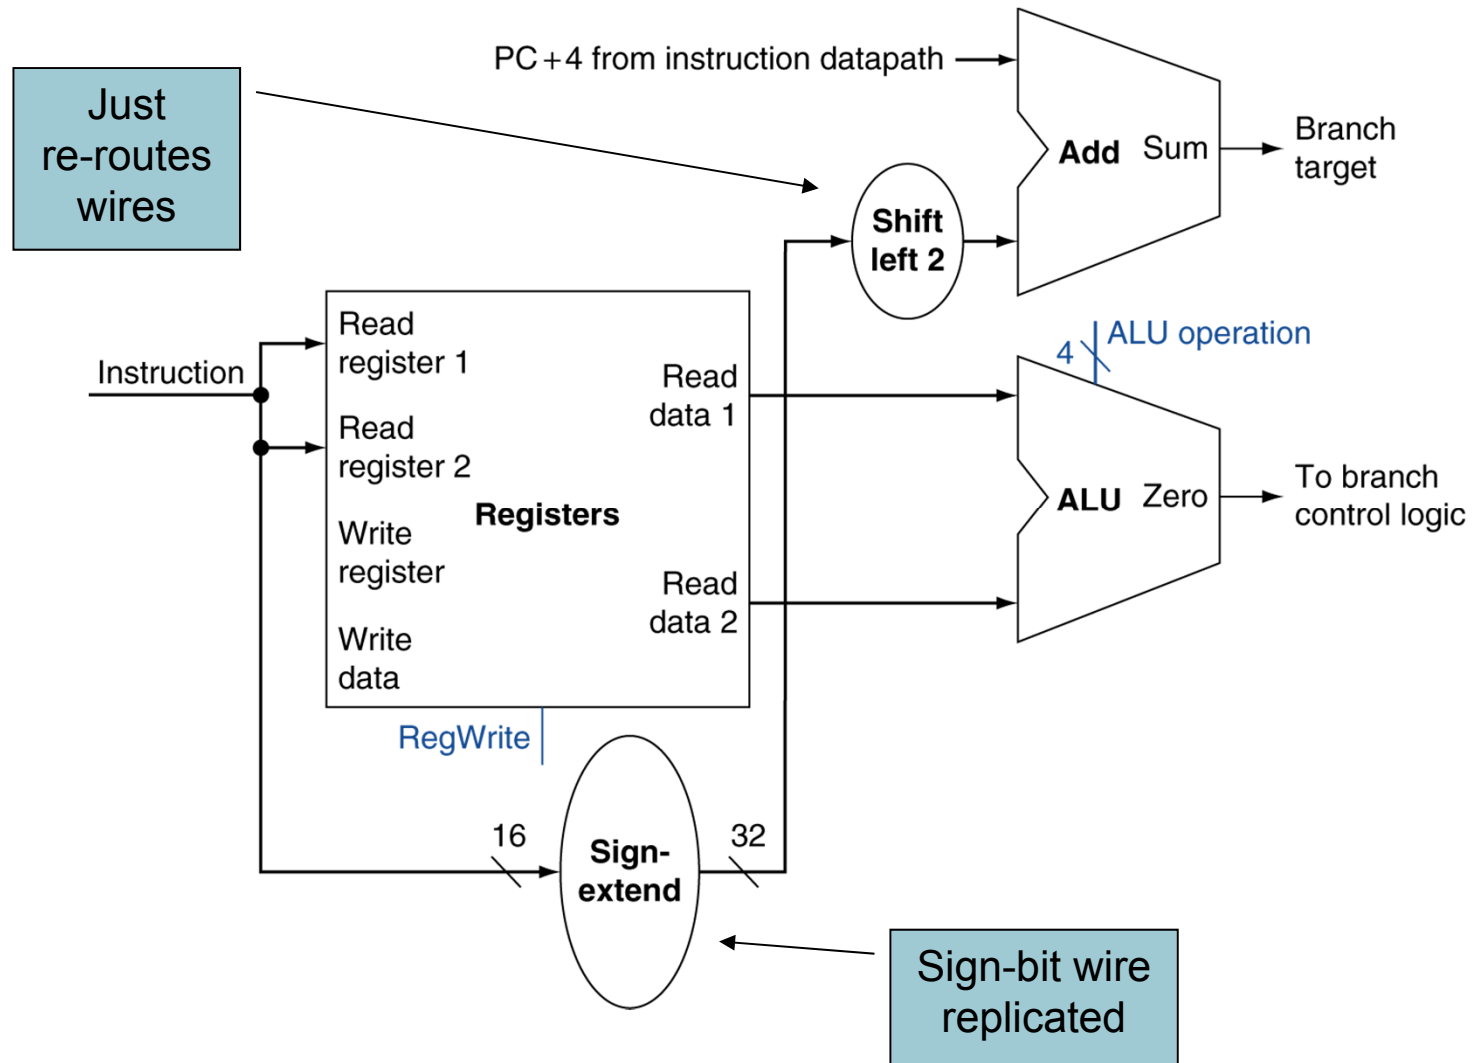 PC+4 from instruction datapath
Just
re-routes
wires
Add Sum
Branch
target
Shift
left 2
Instruction
Read
register 1
Read
register 2
Write
register
Write
data
Registers
Read
data 1
Read
data 2
RegWrite
4
ALU operation
ALU Zero
To branch
control logic
16
Sign-
extend
32
Sign-bit wire
replicated